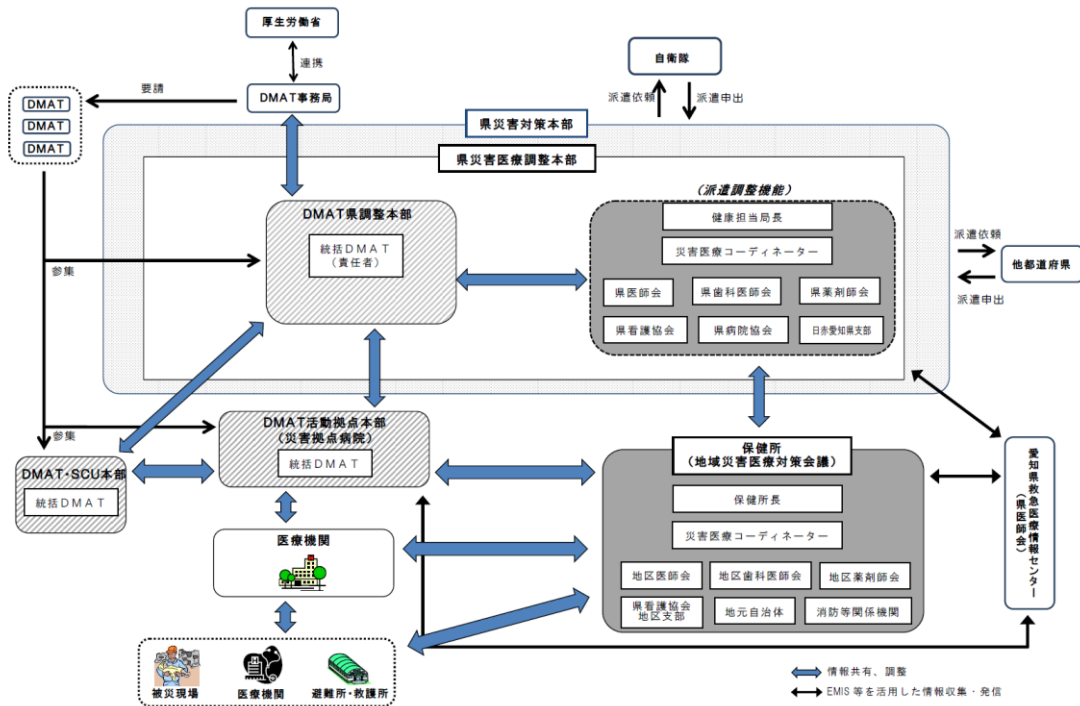 厚生労働省
連携
DMAT事務局
要請
DMAT
DMAT
DMAT
自衛隊
派遣依頼
派遣申出
県災害対策本部
県災害医療調整本部
DMAT県調整本部
統括DMAT
(責任者)
(派遣調整機能)
健康担当局長
災害医療コーディネーター
県医師会
県歯科医師会
県薬剤師会
県看護協会
県病院協会
日赤愛知県支部
派遣依頼
他都道府県
派遣申出
参集
参集
DMAT活動拠点本部
(災害拠点病院)
統括DMAT
DMAT・SCU本部
統括DMAT
保健所
(地域災害医療対策会議)
保健所長
災害医療コーディネーター
地区医師会
地区歯科医師会
地区薬剤師会
県看護協会
地区支部
地元自治体
消防等関係機関
愛知県救急医療情報センター
(県医師会)
医療機関
被災現場
医療機関
避難所・救護所
情報共有、調整
EMIS 等を活用した情報収集・発信